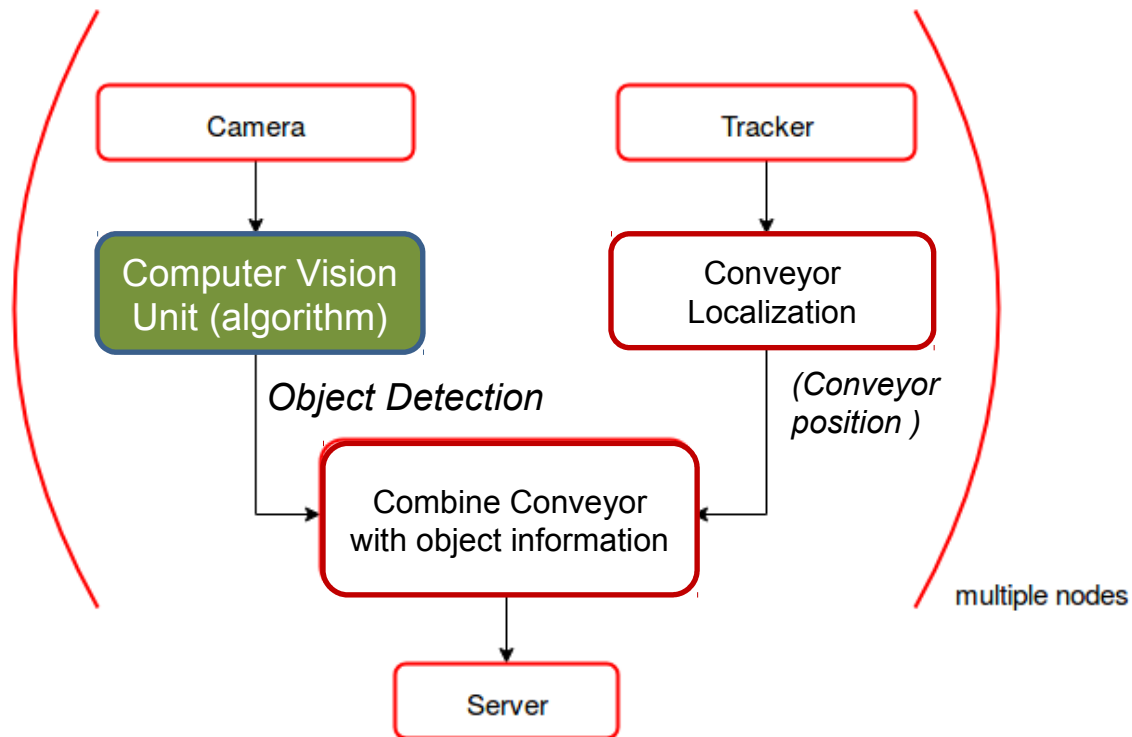 Camera
Tracker
Computer Vision
Unit (algorithm)
Conveyor
Localization
Object Detection
(Conveyor
position )
Combine Conveyor
with object information
multiple nodes
Server